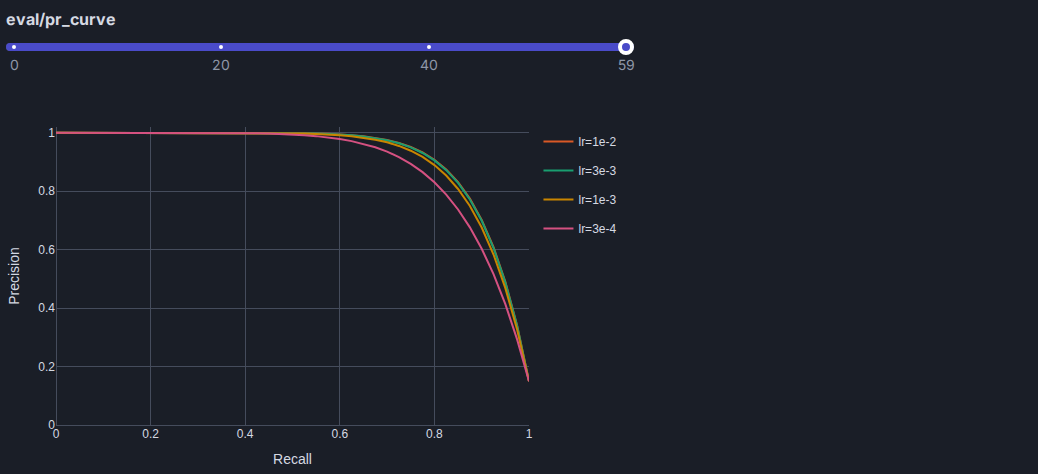 eval/pr_curve
0 20 40 59
1
0.8
0.6
0.4
0.2
0
Precision
0 0.2 0.4 0.6 0.8 1
Recall
lr=1e-2
lr=3e-3
lr=1e-3
lr=3e-4